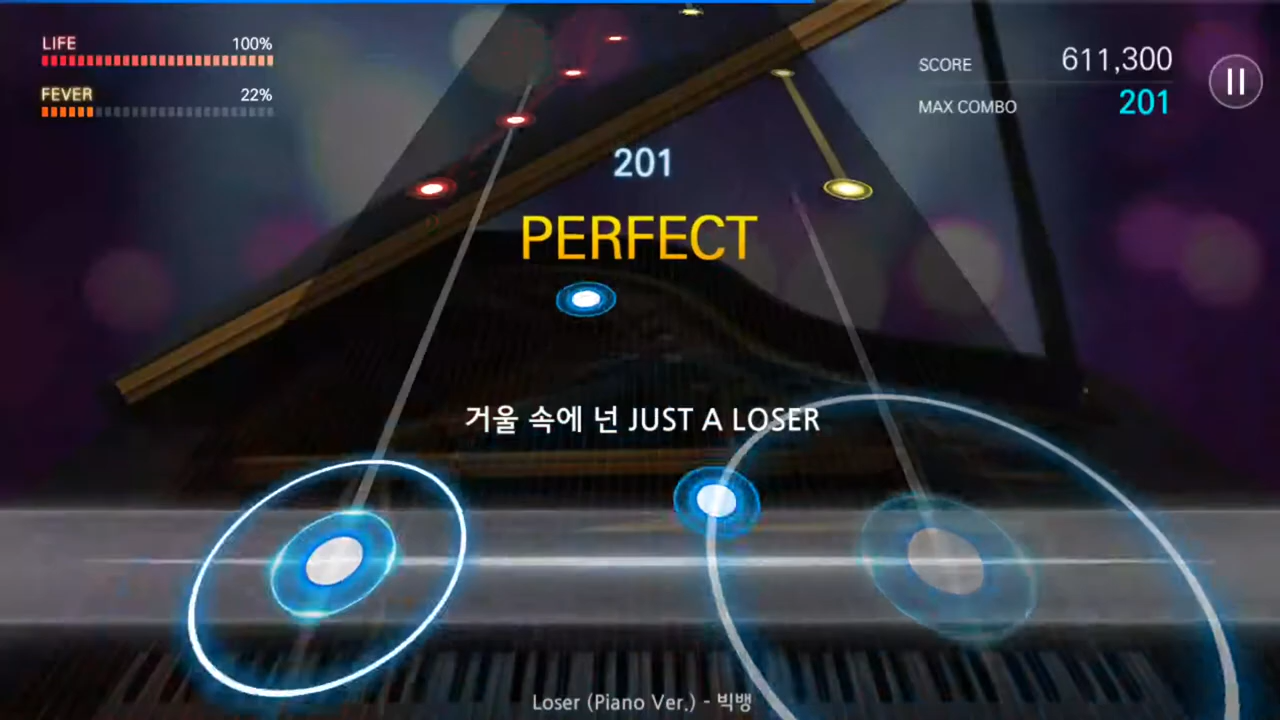 LIFE 100%
FEVER 22%
SCORE 611,300
MAX COMBO 201
201
PERFECT
거울 속에 넌 JUST A LOSER
Loser (Piano Ver.) - 빅뱅